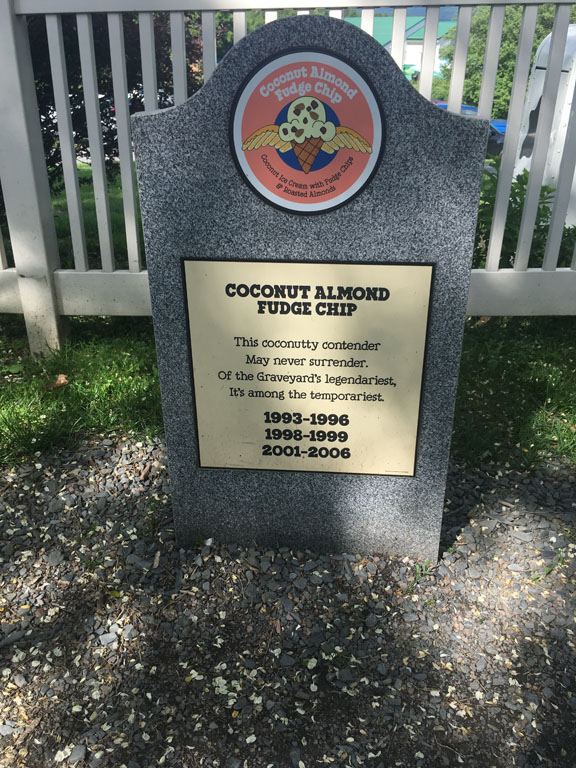 Coconut Almond
Fudge Chip
Coconut Ice Cream with Fudge Chips
& Roasted Almonds
COCONUT ALMOND
FUDGE CHIP
This coconutty contender
May never surrender.
Of the Graveyard's legendariest,
It's among the temporariest.
1993-1996
1998-1999
2001-2006